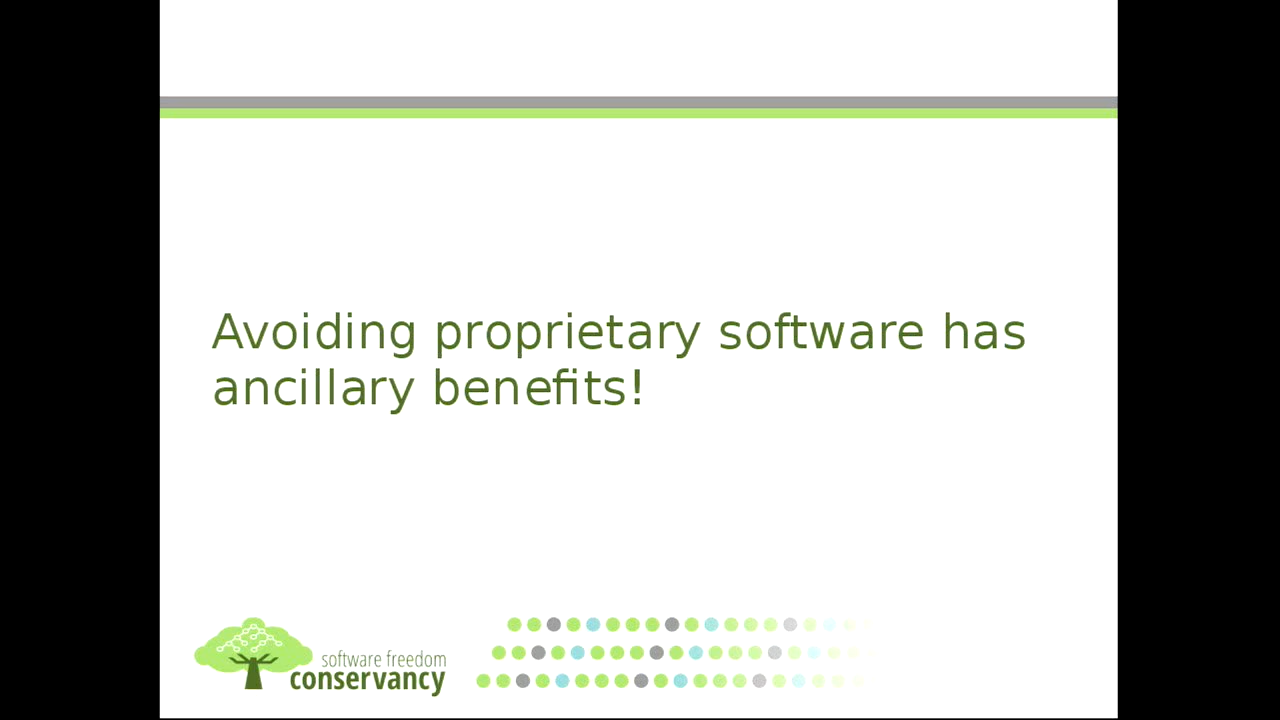 Avoiding proprietary software has
ancillary benefits!
software freedom
conservancy